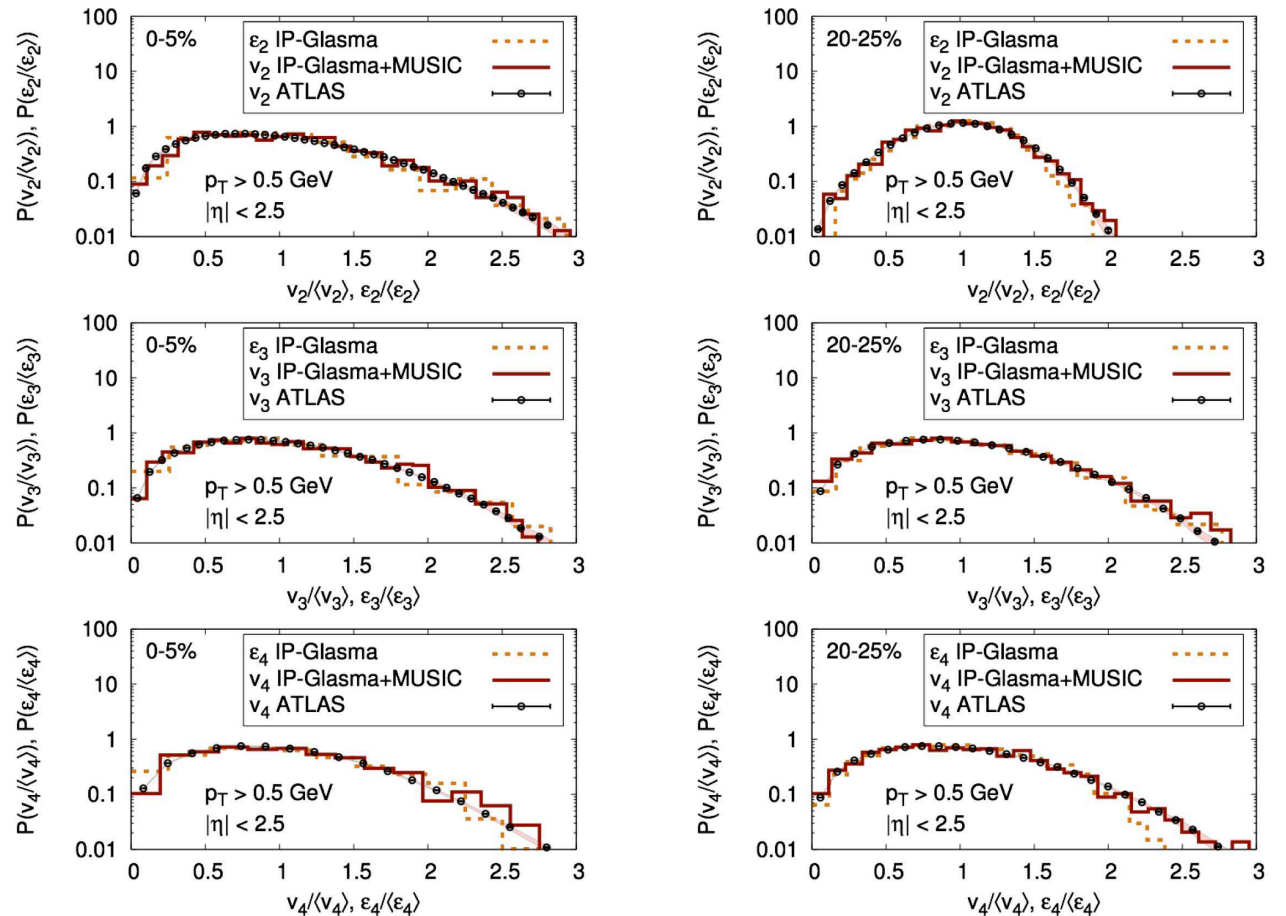 P(v₂/⟨v₂⟩), P(ε₂/⟨ε₂⟩)
100
10
1
0.1
0.01
0-5%
ε₂ IP-Glasma
v₂ IP-Glasma+MUSIC
v₂ ATLAS
p_T > 0.5 GeV
|η| < 2.5
0 0.5 1 1.5 2 2.5 3
v₂/⟨v₂⟩, ε₂/⟨ε₂⟩
P(v₂/⟨v₂⟩), P(ε₂/⟨ε₂⟩)
100
10
1
0.1
0.01
20-25%
ε₂ IP-Glasma
v₂ IP-Glasma+MUSIC
v₂ ATLAS
p_T > 0.5 GeV
|η| < 2.5
0 0.5 1 1.5 2 2.5 3
v₂/⟨v₂⟩, ε₂/⟨ε₂⟩
P(v₃/⟨v₃⟩), P(ε₃/⟨ε₃⟩)
100
10
1
0.1
0.01
0-5%
ε₃ IP-Glasma
v₃ IP-Glasma+MUSIC
v₃ ATLAS
p_T > 0.5 GeV
|η| < 2.5
0 0.5 1 1.5 2 2.5 3
v₃/⟨v₃⟩, ε₃/⟨ε₃⟩
P(v₃/⟨v₃⟩), P(ε₃/⟨ε₃⟩)
100
10
1
0.1
0.01
20-25%
ε₃ IP-Glasma
v₃ IP-Glasma+MUSIC
v₃ ATLAS
p_T > 0.5 GeV
|η| < 2.5
0 0.5 1 1.5 2 2.5 3
v₃/⟨v₃⟩, ε₃/⟨ε₃⟩
P(v₄/⟨v₄⟩), P(ε₄/⟨ε₄⟩)
100
10
1
0.1
0.01
0-5%
ε₄ IP-Glasma
v₄ IP-Glasma+MUSIC
v₄ ATLAS
p_T > 0.5 GeV
|η| < 2.5
0 0.5 1 1.5 2 2.5 3
v₄/⟨v₄⟩, ε₄/⟨ε₄⟩
P(v₄/⟨v₄⟩), P(ε₄/⟨ε₄⟩)
100
10
1
0.1
0.01
20-25%
ε₄ IP-Glasma
v₄ IP-Glasma+MUSIC
v₄ ATLAS
p_T > 0.5 GeV
|η| < 2.5
0 0.5 1 1.5 2 2.5 3
v₄/⟨v₄⟩, ε₄/⟨ε₄⟩